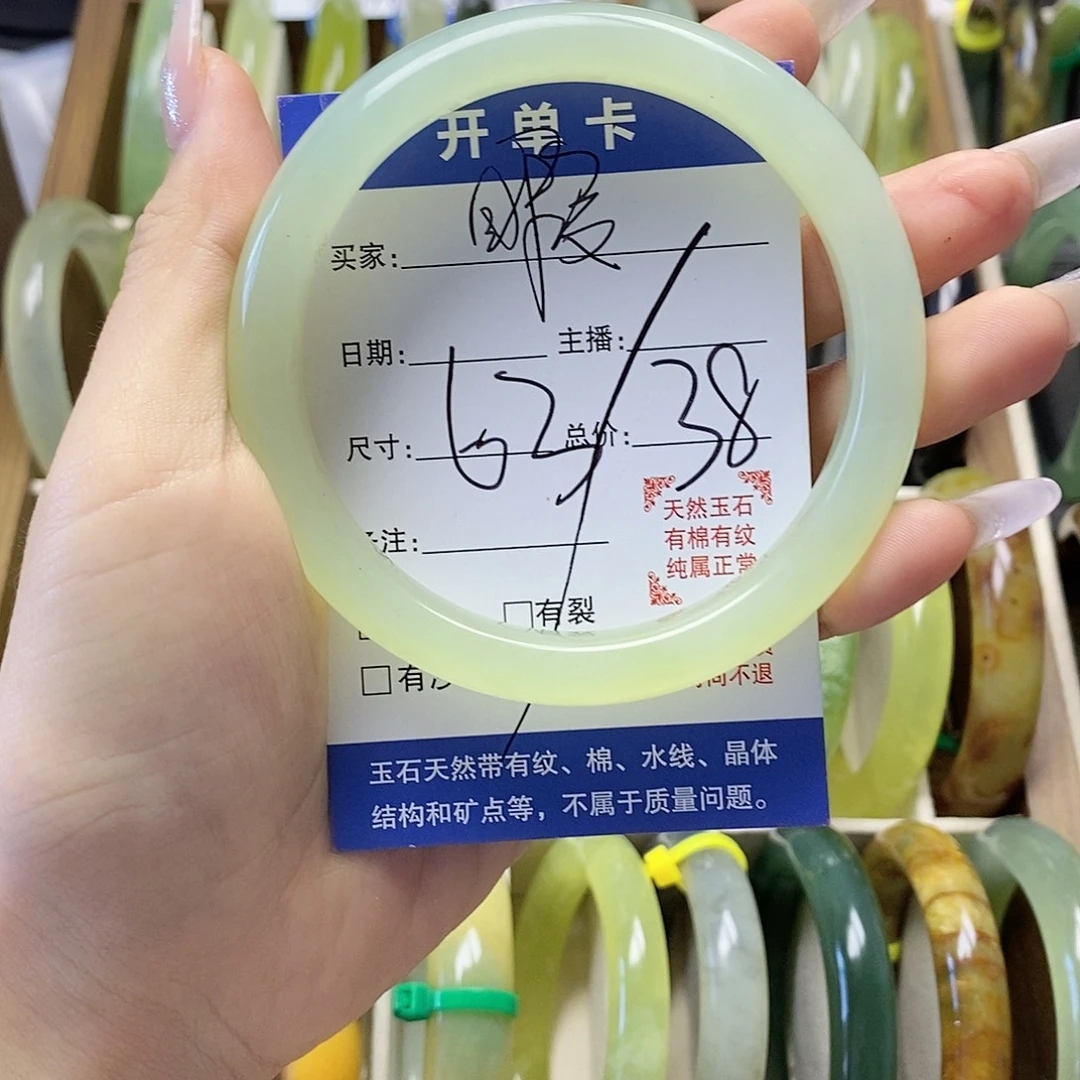 开单卡
买家:
日期: 主播:
尺寸: 62 总价: 38
注:
天然玉石
有棉有纹
纯属正常
有裂
有
不退
玉石天然带有纹、棉、水线、晶体
结构和矿点等，不属于质量问题。